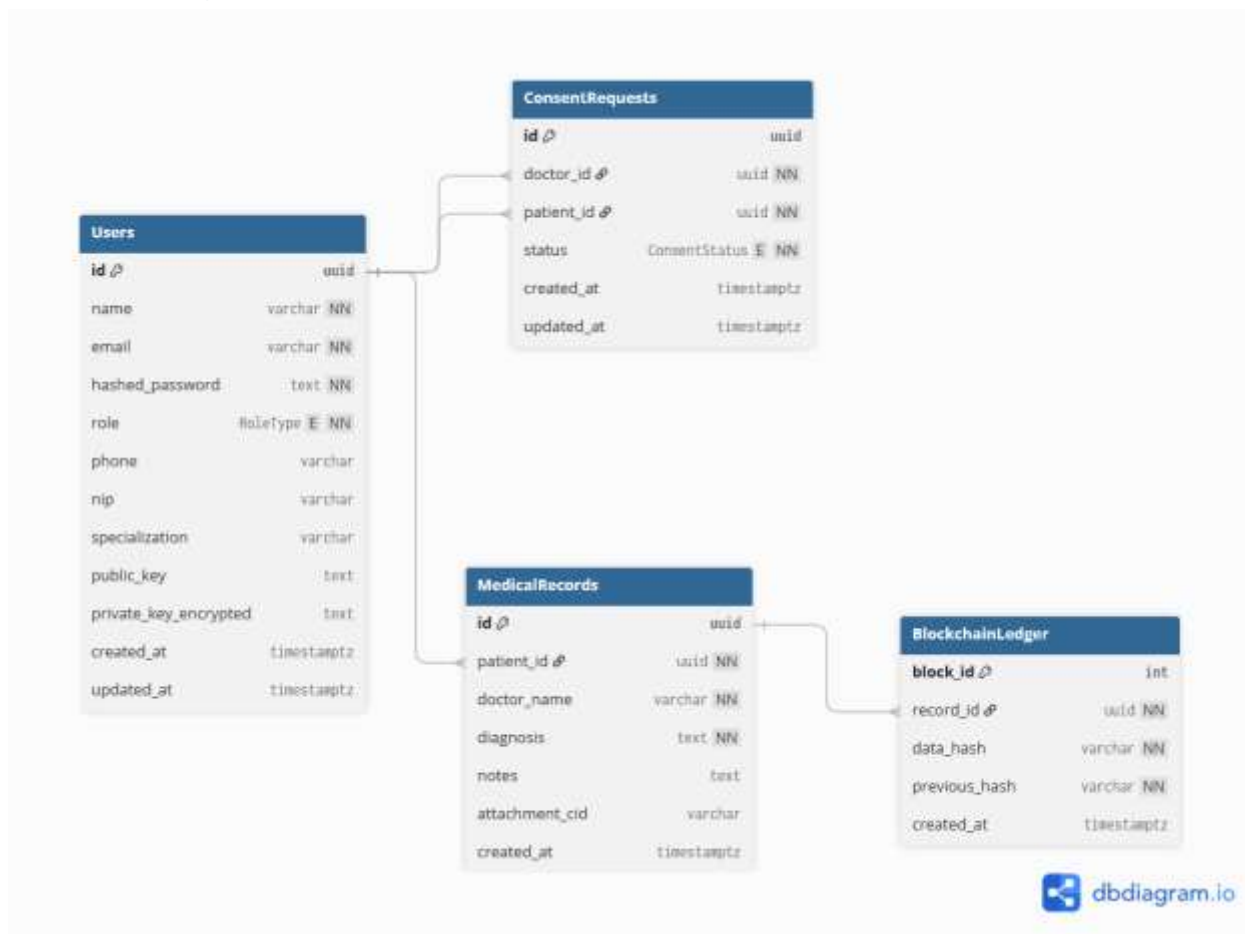 ConsentRequests
id uuid
doctor_id uuid NN
patient_id uuid NN
status ConsentStatus E NN
created_at timestamptz
updated_at timestamptz
Users
id uuid
name varchar NN
email varchar NN
hashed_password text NN
role RoleType E NN
phone varchar
nip varchar
specialization varchar
public_key text
private_key_encrypted text
created_at timestamptz
updated_at timestamptz
MedicalRecords
id uuid
patient_id uuid NN
doctor_name varchar NN
diagnosis text NN
notes text
attachment_cid varchar
created_at timestamptz
BlockchainLedger
block_id int
record_id uuid NN
data_hash varchar NN
previous_hash varchar NN
created_at timestamptz
dbdiagram.io